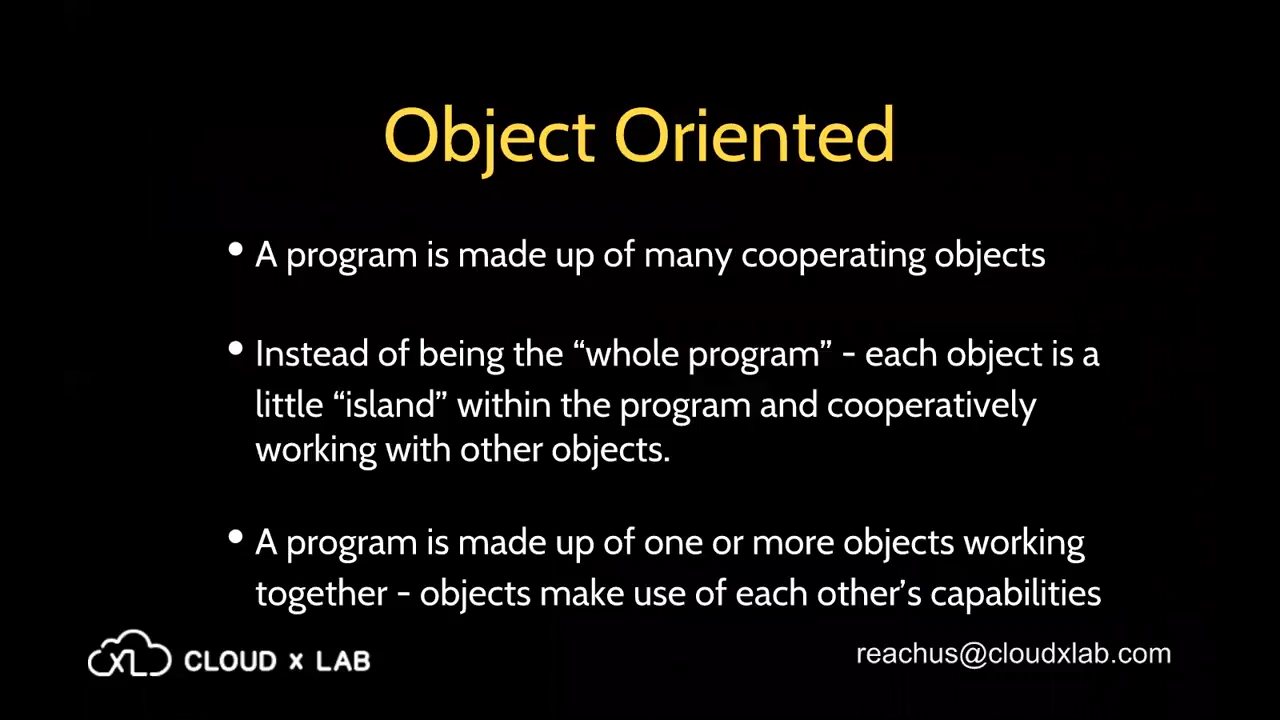 Object Oriented
• A program is made up of many cooperating objects
• Instead of being the “whole program” - each object is a
little “island” within the program and cooperatively
working with other objects.
• A program is made up of one or more objects working
together - objects make use of each other’s capabilities
XL CLOUD x LAB
reachus@cloudxlab.com